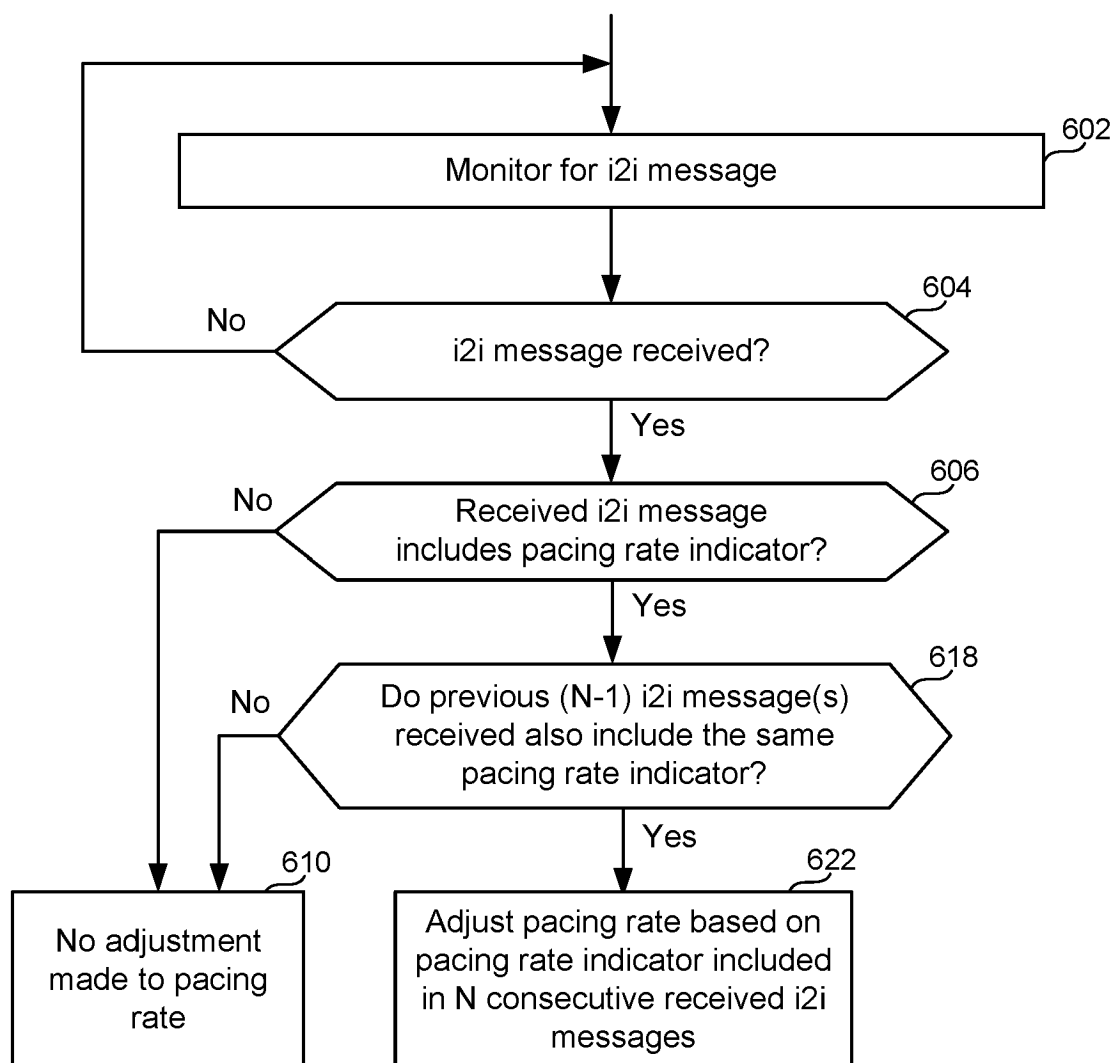 602
Monitor for i2i message
604
No
i2i message received?
Yes
606
No
Received i2i message
includes pacing rate indicator?
Yes
618
No
Do previous (N-1) i2i message(s)
received also include the same
pacing rate indicator?
Yes
610
622
No adjustment
made to pacing
rate
Adjust pacing rate based on
pacing rate indicator included
in N consecutive received i2i
messages